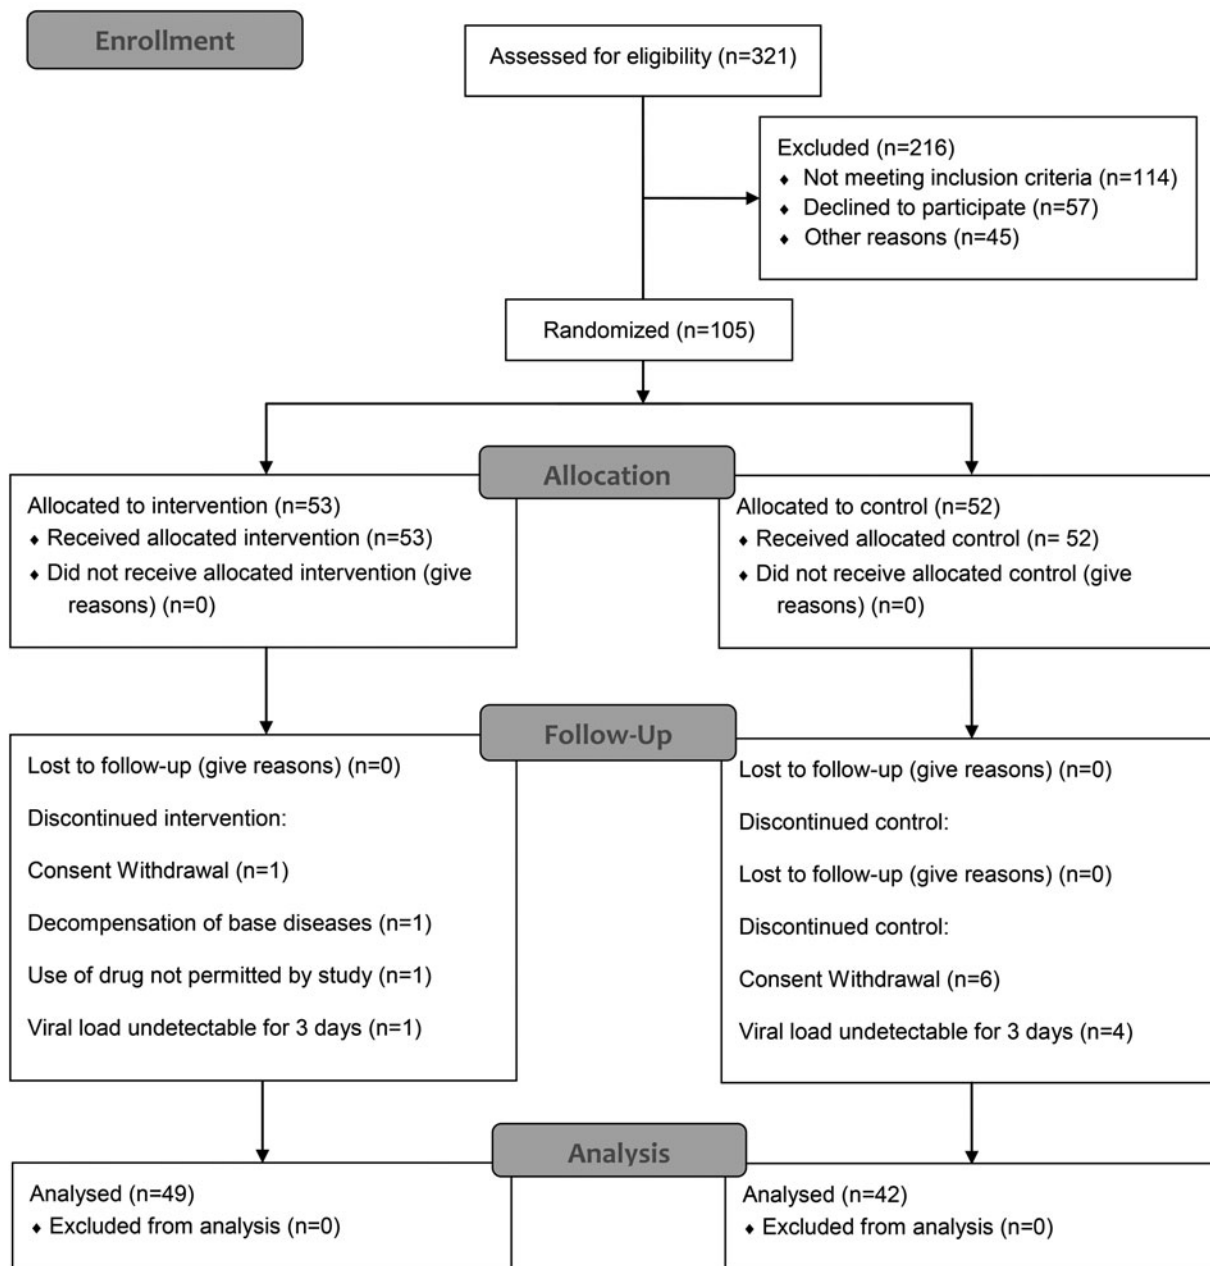 Enrollment
Assessed for eligibility (n=321)
Excluded (n=216)
♦ Not meeting inclusion criteria (n=114)
♦ Declined to participate (n=57)
♦ Other reasons (n=45)
Randomized (n=105)
Allocation
Allocated to intervention (n=53)
♦ Received allocated intervention (n=53)
♦ Did not receive allocated intervention (give
reasons) (n=0)
Allocated to control (n=52)
♦ Received allocated control (n= 52)
♦ Did not receive allocated control (give
reasons) (n=0)
Follow-Up
Lost to follow-up (give reasons) (n=0)
Discontinued intervention:
Consent Withdrawal (n=1)
Decompensation of base diseases (n=1)
Use of drug not permitted by study (n=1)
Viral load undetectable for 3 days (n=1)
Lost to follow-up (give reasons) (n=0)
Discontinued control:
Lost to follow-up (give reasons) (n=0)
Discontinued control:
Consent Withdrawal (n=6)
Viral load undetectable for 3 days (n=4)
Analysis
Analysed (n=49)
♦ Excluded from analysis (n=0)
Analysed (n=42)
♦ Excluded from analysis (n=0)